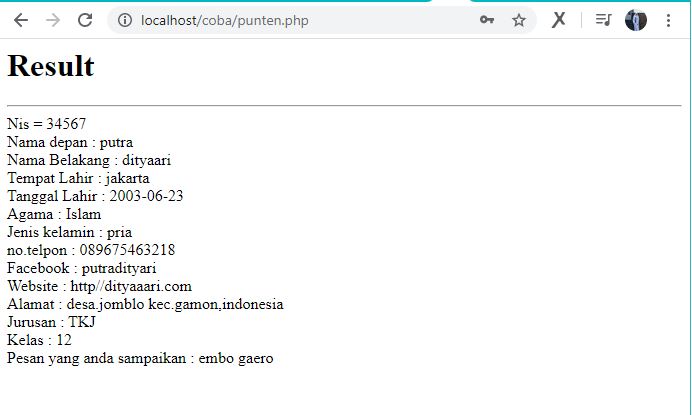 localhost/coba/punten.php
Result
Nis = 34567
Nama depan : putra
Nama Belakang : dityaari
Tempat Lahir : jakarta
Tanggal Lahir : 2003-06-23
Agama : Islam
Jenis kelamin : pria
no.telpon : 089675463218
Facebook : putradityari
Website : http//dityaaari.com
Alamat : desa.jomblo kec.gamon,indonesia
Jurusan : TKJ
Kelas : 12
Pesan yang anda sampaikan : embo gaero